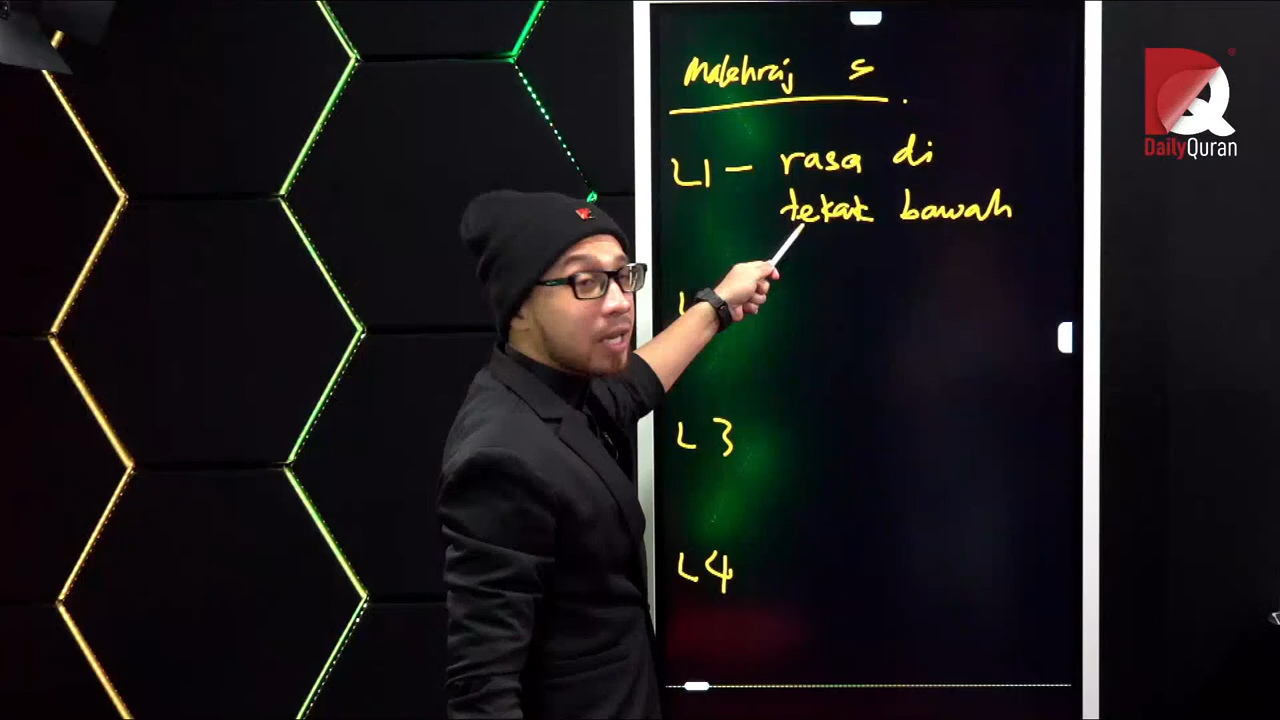 Makhraj ء
L1 - rasa di
tekak bawah
L
L3
L4
DailyQuran